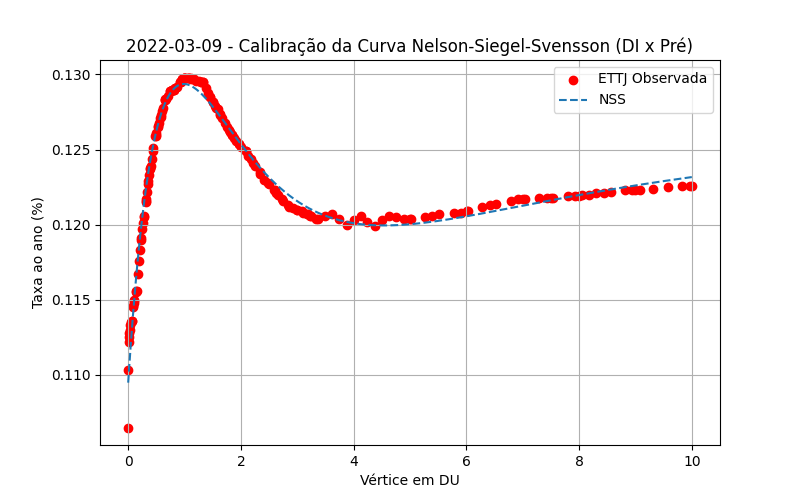 2022-03-09 - Calibração da Curva Nelson-Siegel-Svensson (DI x Pré)
ETTJ Observada
NSS
Taxa ao ano (%)
0.130
0.125
0.120
0.115
0.110
0 2 4 6 8 10
Vértice em DU